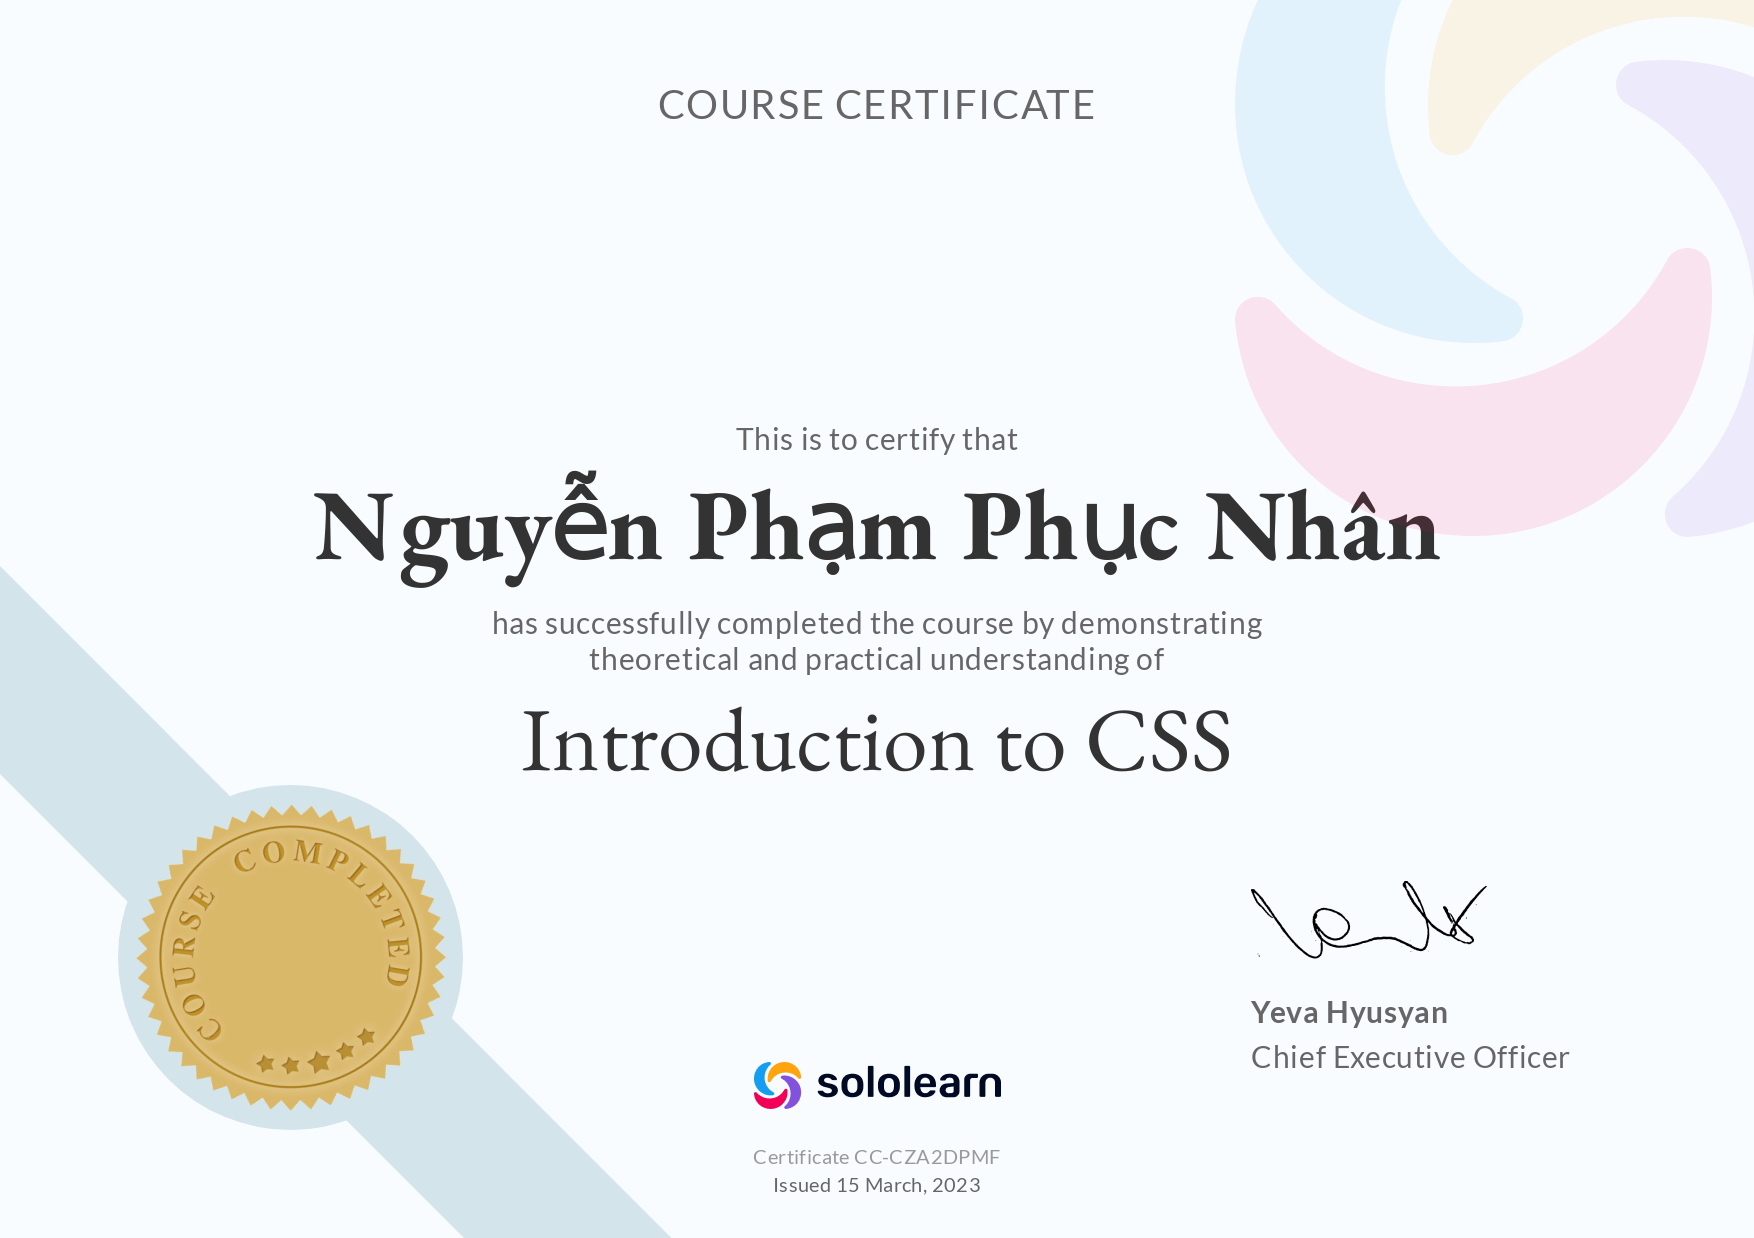 COURSE CERTIFICATE
This is to certify that
Nguyễn Phạm Phục Nhân
has successfully completed the course by demonstrating
theoretical and practical understanding of
Introduction to CSS
COURSE COMPLETED
Yeva Hyusyan
Chief Executive Officer
sololearn
Certificate CC-CZA2DPMF
Issued 15 March, 2023